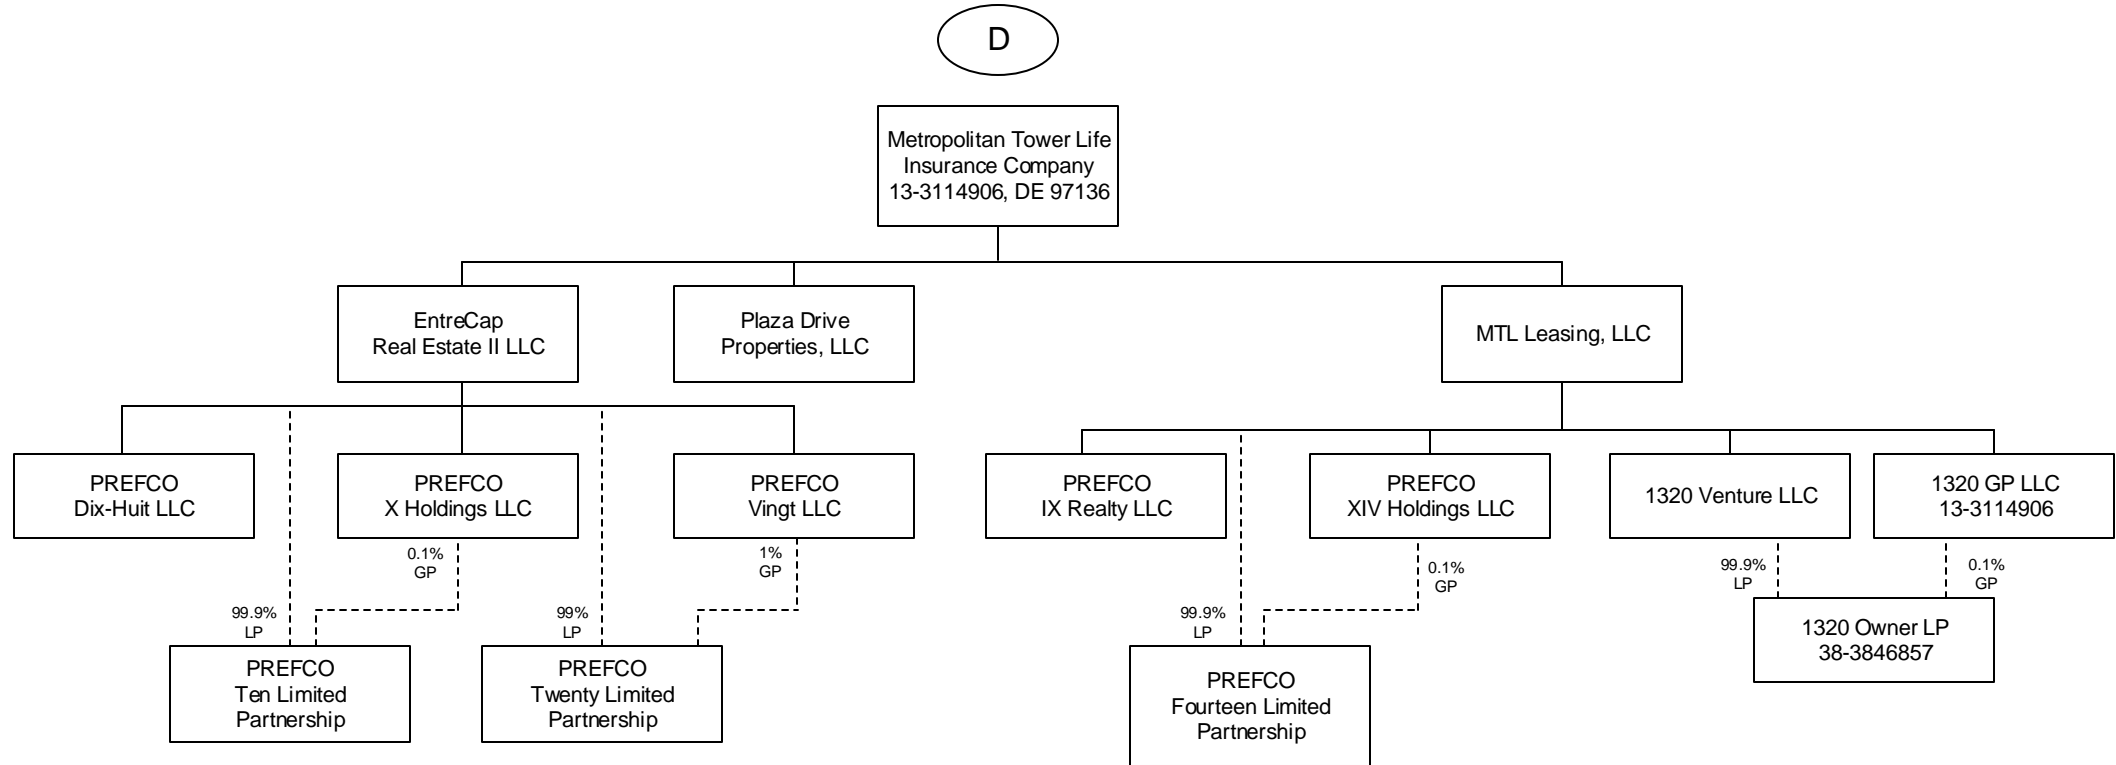 D
Metropolitan Tower Life
Insurance Company
13-3114906, DE 97136
EntreCap
Real Estate II LLC
Plaza Drive
Properties, LLC
MTL Leasing, LLC
PREFCO
Dix-Huit LLC
PREFCO
X Holdings LLC
PREFCO
Vingt LLC
PREFCO
IX Realty LLC
PREFCO
XIV Holdings LLC
1320 Venture LLC
1320 GP LLC
13-3114906
0.1%
GP
1%
GP
0.1%
GP
99.9%
LP
0.1%
GP
99.9%
LP
99%
LP
99.9%
LP
1320 Owner LP
38-3846857
PREFCO
Ten Limited
Partnership
PREFCO
Twenty Limited
Partnership
PREFCO
Fourteen Limited
Partnership